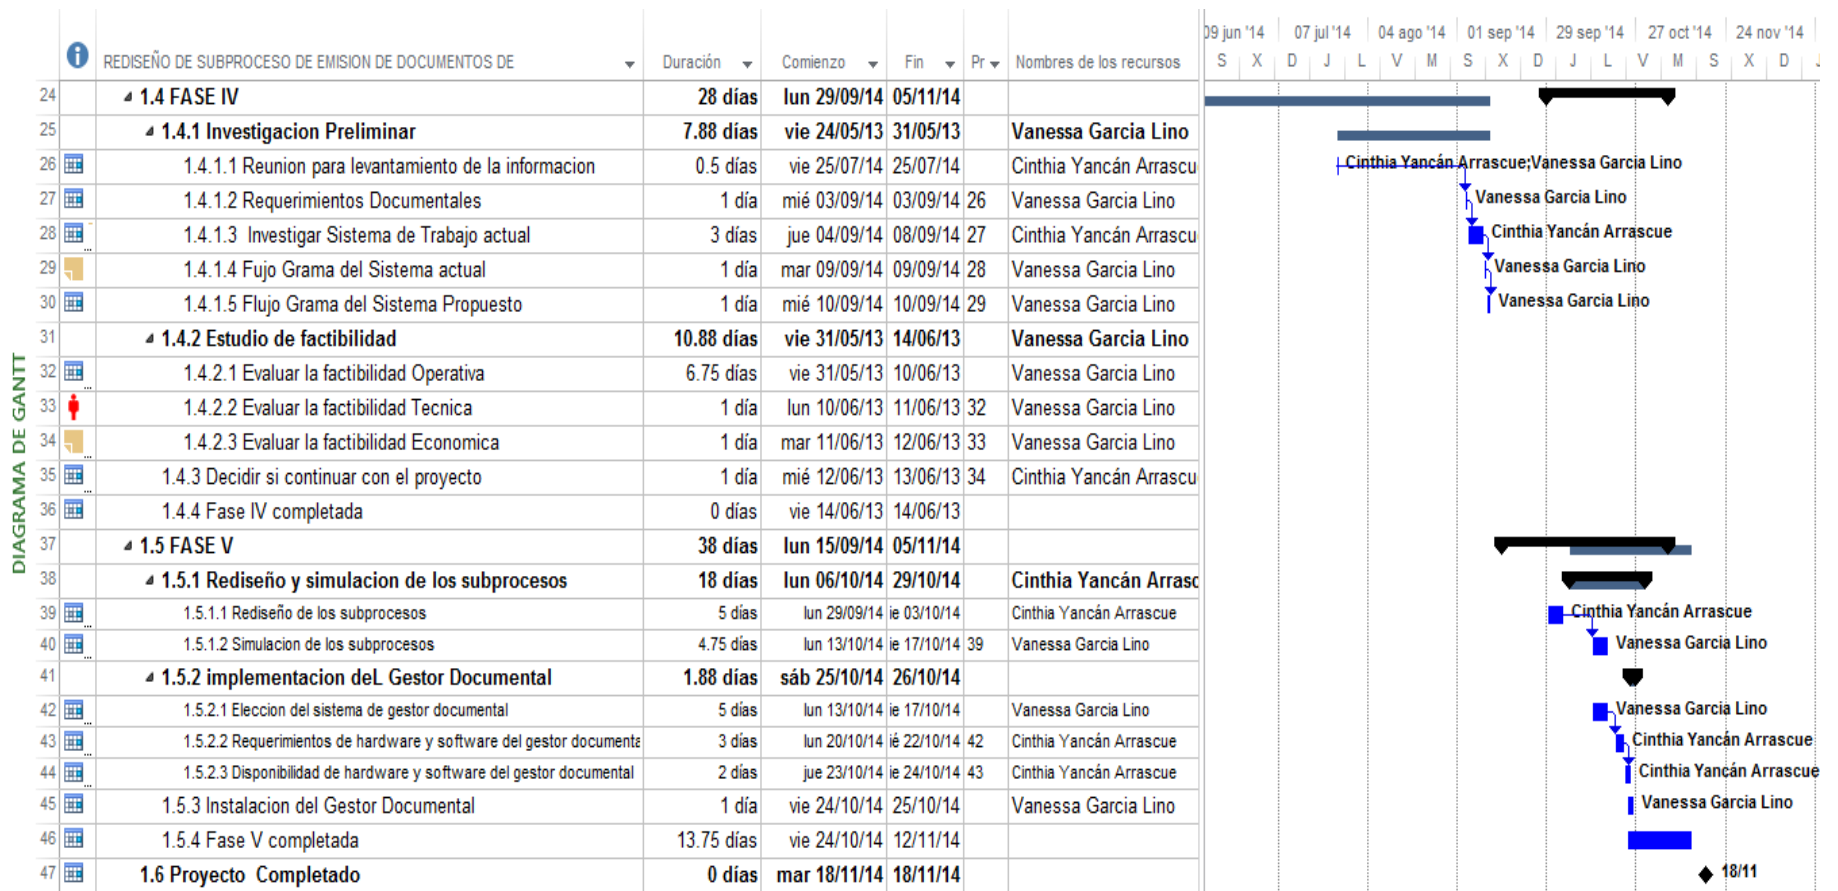 09 jun '14 07 jul '14 04 ago '14 01 sep '14 29 sep '14 27 oct '14 24 nov '14
REDISEÑO DE SUBPROCESO DE EMISION DE DOCUMENTOS DE Duración Comienzo Fin Pr Nombres de los recursos S X D J L V M S X D J L V M S X D J
24 1.4 FASE IV 28 días lun 29/09/14 05/11/14
25 1.4.1 Investigacion Preliminar 7.88 días vie 24/05/13 31/05/13 Vanessa Garcia Lino
26 1.4.1.1 Reunion para levantamiento de la informacion 0.5 días vie 25/07/14 25/07/14 Cinthia Yancán Arrascu Cinthia Yancán Arrascue;Vanessa Garcia Lino
27 1.4.1.2 Requerimientos Documentales 1 día mié 03/09/14 03/09/14 26 Vanessa Garcia Lino Vanessa Garcia Lino
28 1.4.1.3 Investigar Sistema de Trabajo actual 3 días jue 04/09/14 08/09/14 27 Cinthia Yancán Arrascu Cinthia Yancán Arrascue
29 1.4.1.4 Fujo Grama del Sistema actual 1 día mar 09/09/14 09/09/14 28 Vanessa Garcia Lino Vanessa Garcia Lino
30 1.4.1.5 Flujo Grama del Sistema Propuesto 1 día mié 10/09/14 10/09/14 29 Vanessa Garcia Lino Vanessa Garcia Lino
31 1.4.2 Estudio de factibilidad 10.88 días vie 31/05/13 14/06/13 Vanessa Garcia Lino
32 1.4.2.1 Evaluar la factibilidad Operativa 6.75 días vie 31/05/13 10/06/13 Vanessa Garcia Lino
33 1.4.2.2 Evaluar la factibilidad Tecnica 1 día lun 10/06/13 11/06/13 32 Vanessa Garcia Lino
34 1.4.2.3 Evaluar la factibilidad Economica 1 día mar 11/06/13 12/06/13 33 Vanessa Garcia Lino
35 1.4.3 Decidir si continuar con el proyecto 1 día mié 12/06/13 13/06/13 34 Cinthia Yancán Arrascu
36 1.4.4 Fase IV completada 0 días vie 14/06/13 14/06/13
37 1.5 FASE V 38 días lun 15/09/14 05/11/14
38 1.5.1 Rediseño y simulacion de los subprocesos 18 días lun 06/10/14 29/10/14 Cinthia Yancán Arrasc
39 1.5.1.1 Rediseño de los subprocesos 5 días lun 29/09/14 ie 03/10/14 Cinthia Yancán Arrascue Cinthia Yancán Arrascue
40 1.5.1.2 Simulacion de los subprocesos 4.75 días lun 13/10/14 ie 17/10/14 39 Vanessa Garcia Lino Vanessa Garcia Lino
41 1.5.2 implementacion deL Gestor Documental 1.88 días sáb 25/10/14 26/10/14
42 1.5.2.1 Eleccion del sistema de gestor documental 5 días lun 13/10/14 ie 17/10/14 Vanessa Garcia Lino Vanessa Garcia Lino
43 1.5.2.2 Requerimientos de hardware y software del gestor documenta 3 días lun 20/10/14 ié 22/10/14 42 Cinthia Yancán Arrascue Cinthia Yancán Arrascue
44 1.5.2.3 Disponibilidad de hardware y software del gestor documental 2 días jue 23/10/14 ie 24/10/14 43 Cinthia Yancán Arrascue Cinthia Yancán Arrascue
45 1.5.3 Instalacion del Gestor Documental 1 día vie 24/10/14 25/10/14 Vanessa Garcia Lino Vanessa Garcia Lino
46 1.5.4 Fase V completada 13.75 días vie 24/10/14 12/11/14
47 1.6 Proyecto Completado 0 días mar 18/11/14 18/11/14 18/11
DIAGRAMA DE GANTT